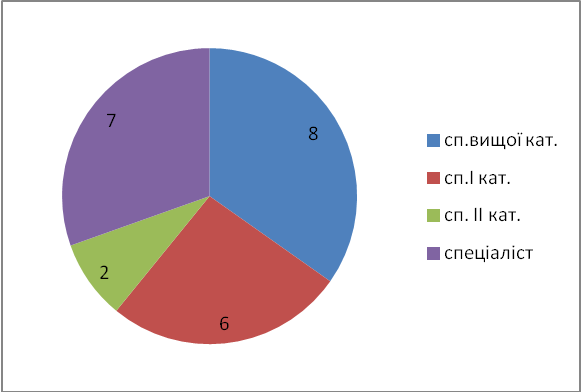 8
6
2
7
сп.вищої кат.
сп.І кат.
сп. ІІ кат.
спеціаліст